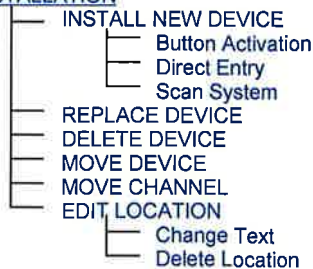 INSTALL NEW DEVICE
Button Activation
Direct Entry
Scan System
REPLACE DEVICE
DELETE DEVICE
MOVE DEVICE
MOVE CHANNEL
EDIT LOCATION
Change Text
Delete Location